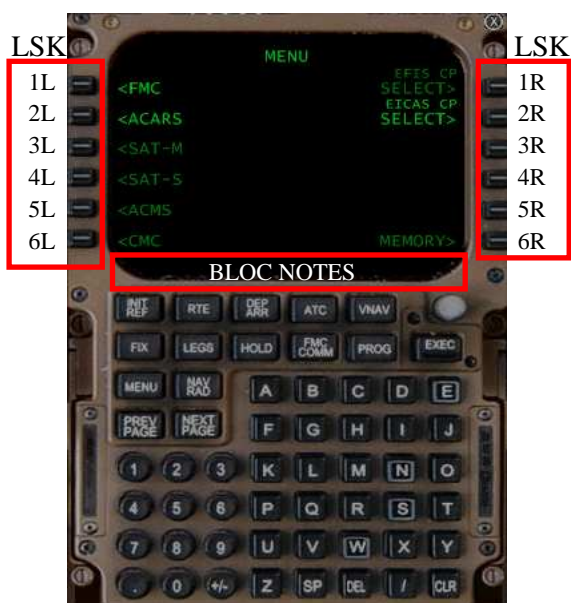 LSK LSK
MENU
1L <FMC EFIS CP SELECT> 1R
2L <ACARS EICAS CP SELECT> 2R
3L <SAT-M 3R
4L <SAT-S 4R
5L <ACMS 5R
6L <CMC MEMORY> 6R
BLOC NOTES
INIT REF RTE DEP ARR ATC VNAV
FIX LEGS HOLD FMC COMM PROG EXEC
MENU NAV RAD A B C D E
PREV PAGE NEXT PAGE F G H I J
1 2 3 K L M N O
4 5 6 P Q R S T
7 8 9 U V W X Y
. 0 +/- Z SP DEL / CLR